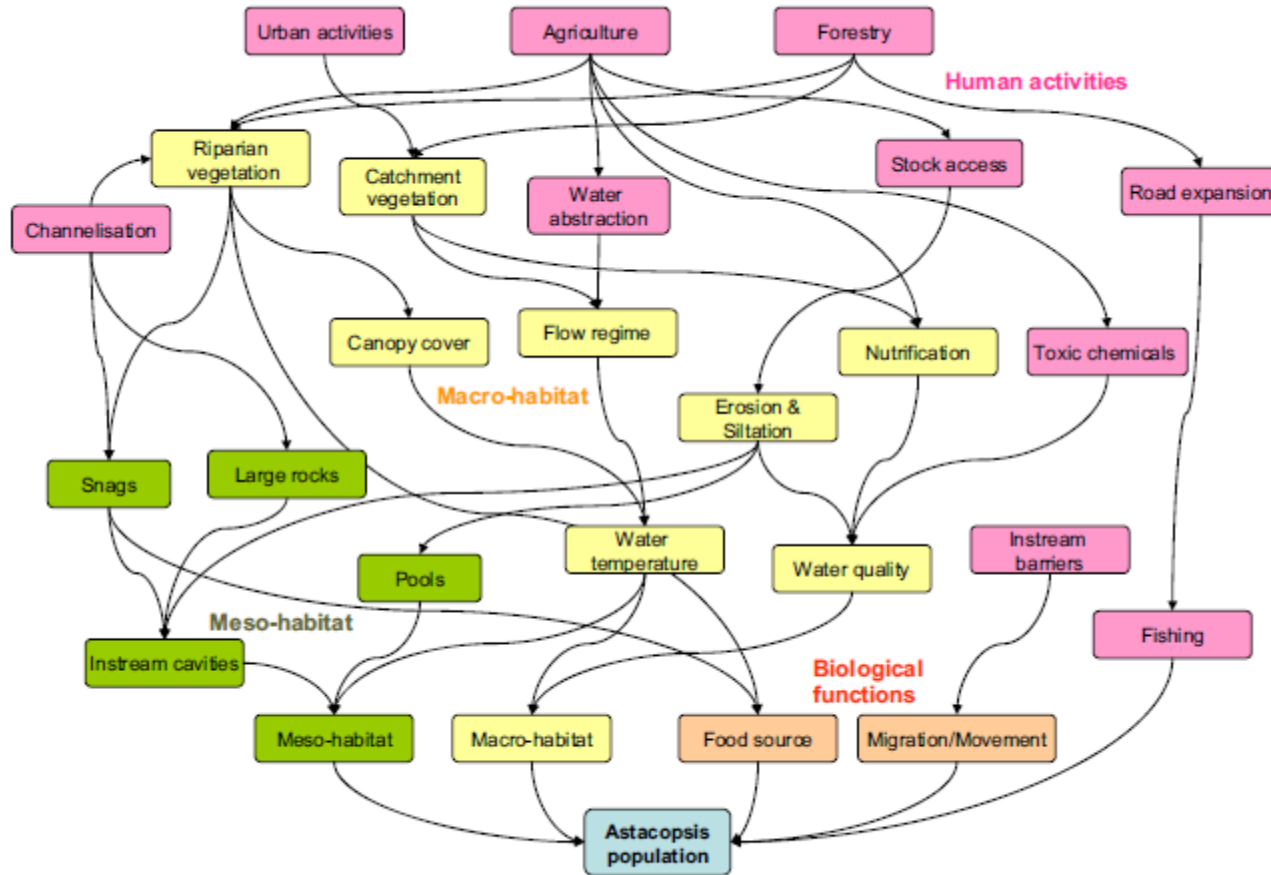 Urban activities
Agriculture
Forestry
Human activities
Riparian
vegetation
Catchment
vegetation
Water
abstraction
Stock access
Road expansion
Channelisation
Canopy cover
Flow regime
Nutrification
Toxic chemicals
Macro-habitat
Erosion &
Siltation
Snags
Large rocks
Pools
Water
temperature
Water quality
Instream
barriers
Meso-habitat
Instream cavities
Fishing
Biological
functions
Meso-habitat
Macro-habitat
Food source
Migration/Movement
Astacopsis
population